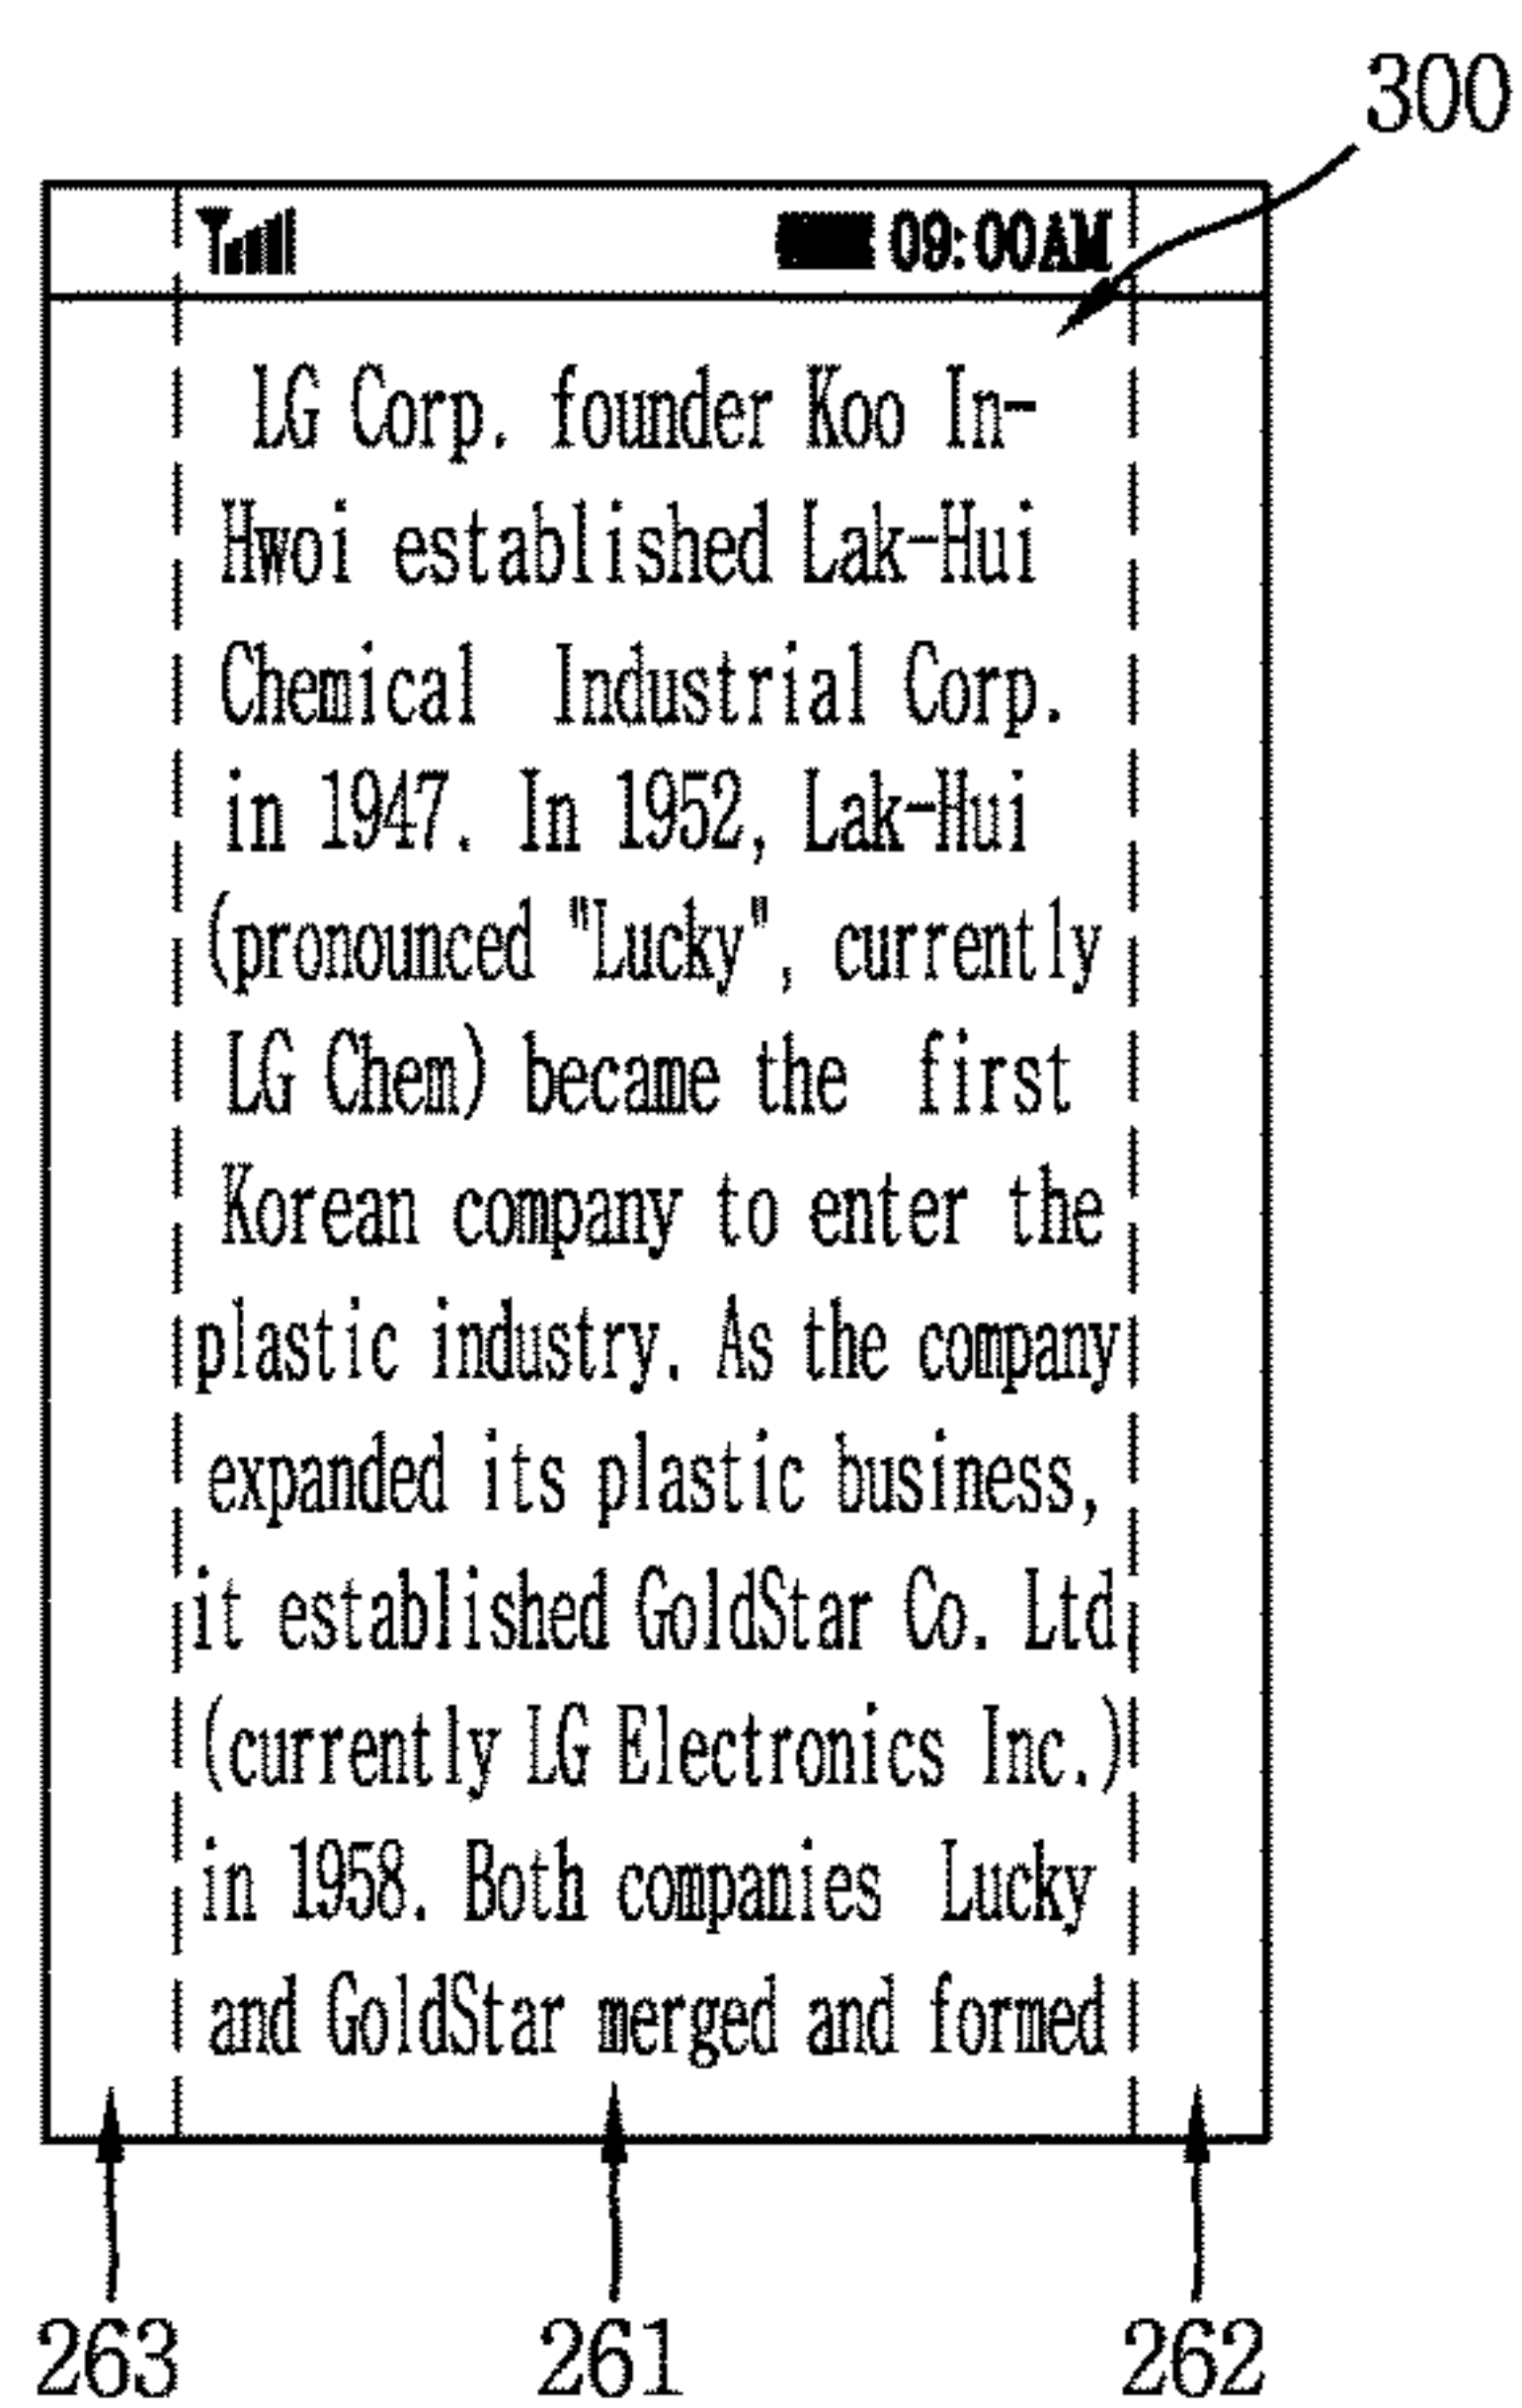 300
09:00AM
LG Corp. founder Koo In-
Hwoi established Lak-Hui
Chemical Industrial Corp.
in 1947. In 1952, Lak-Hui
(pronounced "Lucky", currently
LG Chem) became the first
Korean company to enter the
plastic industry. As the company
expanded its plastic business,
it established GoldStar Co. Ltd
(currently LG Electronics Inc.)
in 1958. Both companies Lucky
and GoldStar merged and formed
263 261 262